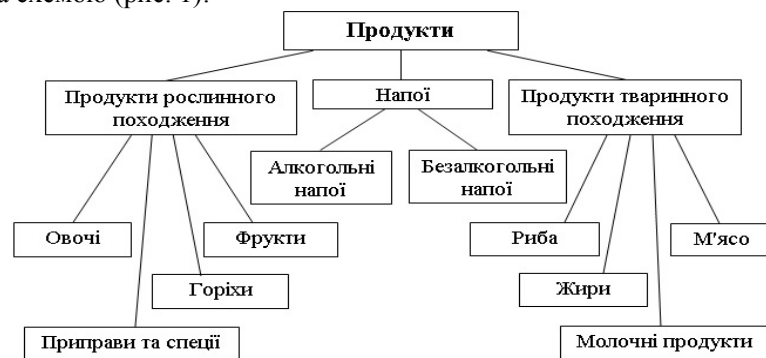 за схемою (рис. 1):
Продукти
Продукти рослинного
походження
Напої
Продукти тваринного
походження
Алкогольні
напої
Безалкогольні
напої
Овочі
Фрукти
Риба
М'ясо
Горіхи
Жири
Приправи та спеції
Молочні продукти